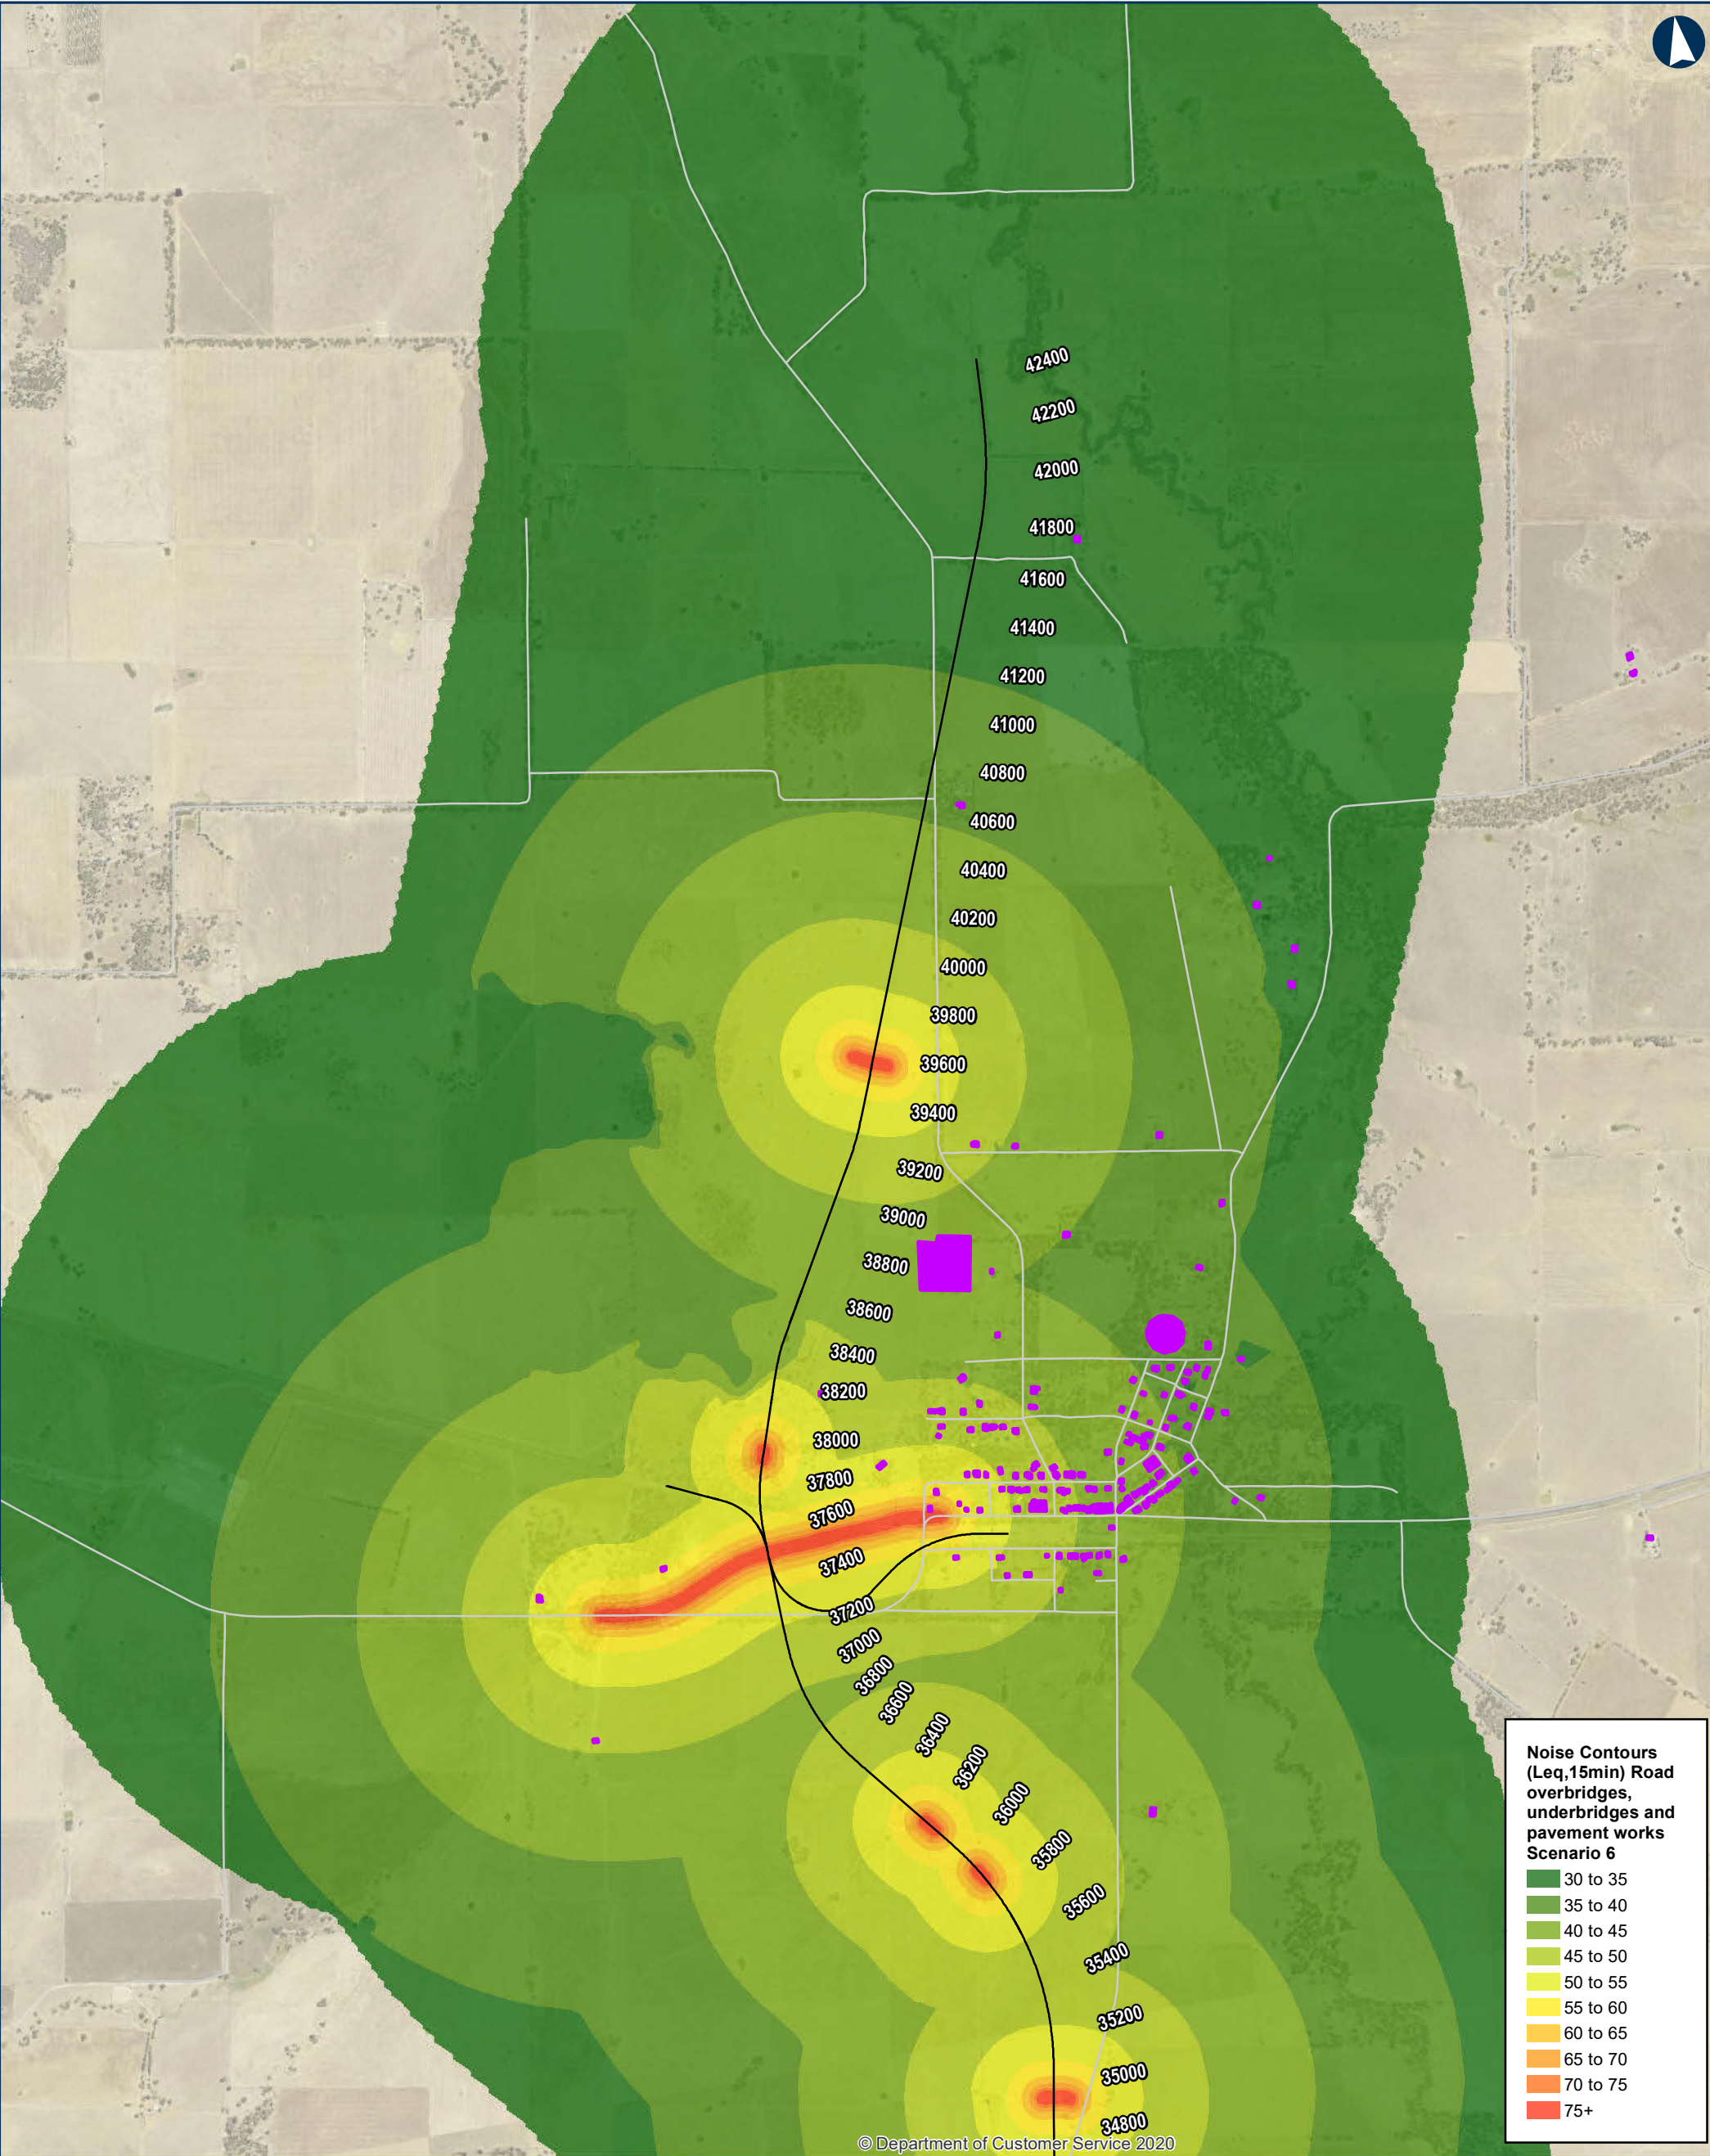 42400
42200
42000
41800
41600
41400
41200
41000
40800
40600
40400
40200
40000
39800
39600
39400
39200
39000
38800
38600
38400
38200
38000
37800
37600
37400
37200
37000
36800
36600
36400
36200
36000
35800
35600
35400
35200
35000
34800
Noise Contours
(Leq,15min) Road
overbridges,
underbridges and
pavement works
Scenario 6
30 to 35
35 to 40
40 to 45
45 to 50
50 to 55
55 to 60
60 to 65
65 to 70
70 to 75
75+
© Department of Customer Service 2020